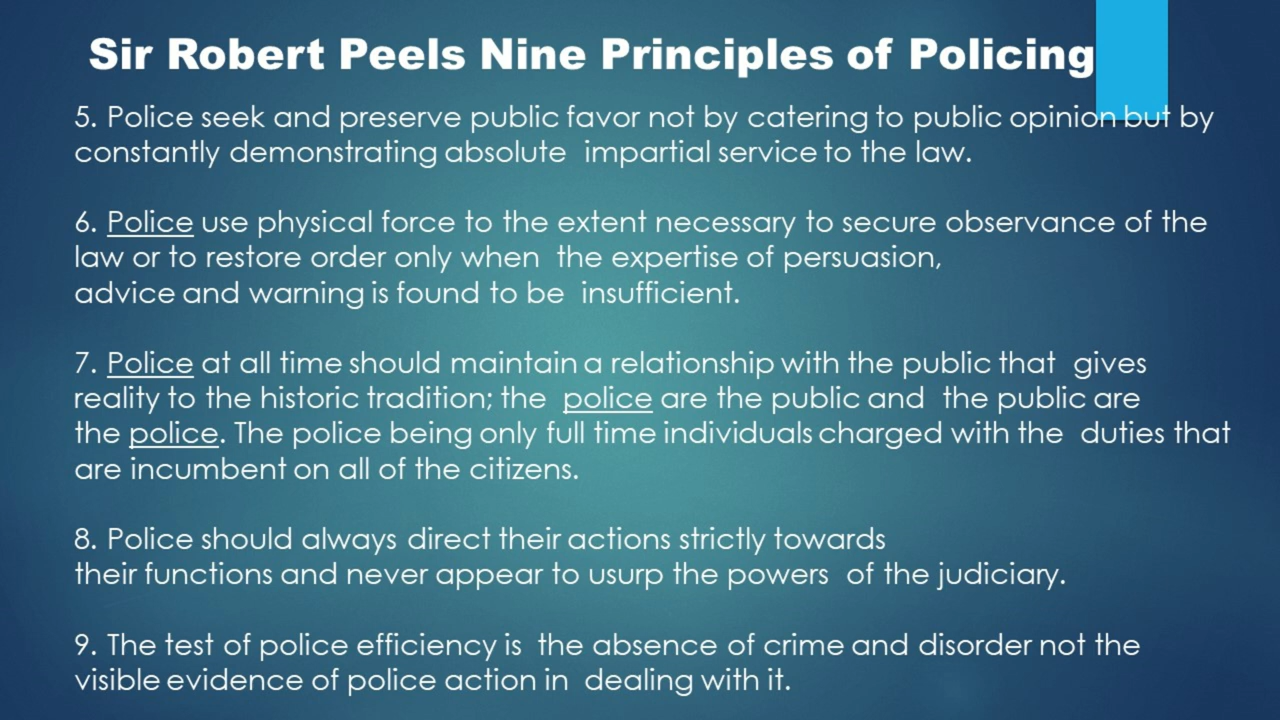 Sir Robert Peels Nine Principles of Policing
5. Police seek and preserve public favor not by catering to public opinion but by
constantly demonstrating absolute impartial service to the law.
6. Police use physical force to the extent necessary to secure observance of the
law or to restore order only when the expertise of persuasion,
advice and warning is found to be insufficient.
7. Police at all time should maintain a relationship with the public that gives
reality to the historic tradition; the police are the public and the public are
the police. The police being only full time individuals charged with the duties that
are incumbent on all of the citizens.
8. Police should always direct their actions strictly towards
their functions and never appear to usurp the powers of the judiciary.
9. The test of police efficiency is the absence of crime and disorder not the
visible evidence of police action in dealing with it.